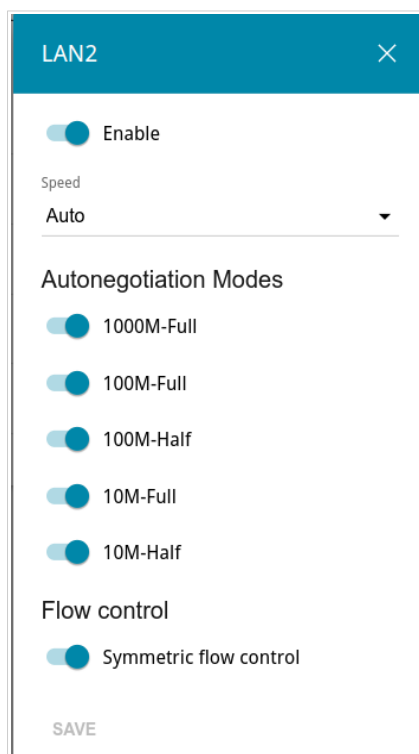 LAN2
Enable
Speed
Auto
Autonegotiation Modes
1000M-Full
100M-Full
100M-Half
10M-Full
10M-Half
Flow control
Symmetric flow control
SAVE